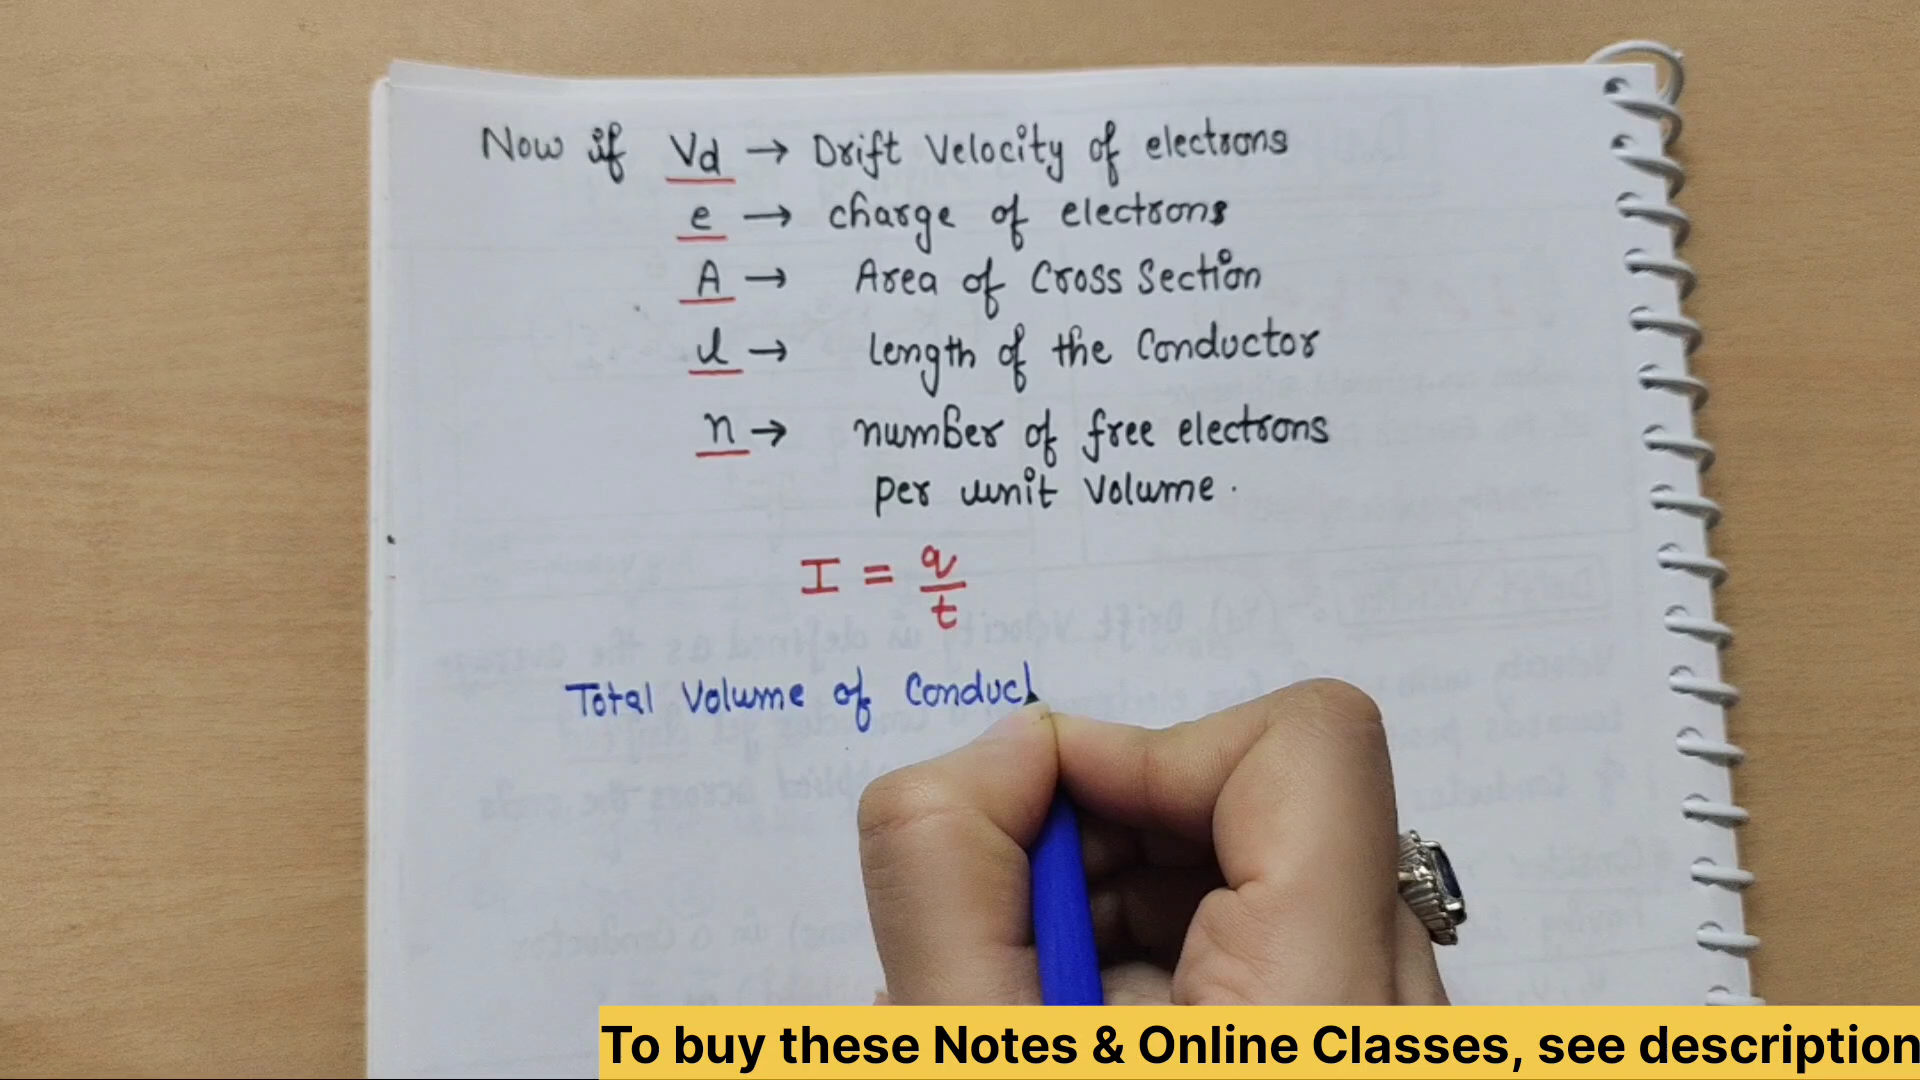 Now if Vd → Drift Velocity of electrons
e → charge of electrons
A → Area of Cross Section
l → length of the Conductor
n → number of free electrons
per unit Volume.
I = q/t
Total Volume of Conduct
To buy these Notes & Online Classes, see description